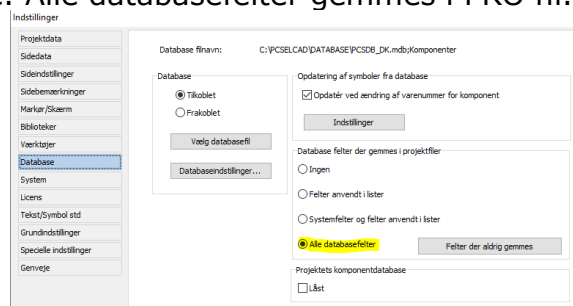 Alle databasefelter gemmes i PRO fil.
Indstillinger
Projektdata
Sidedata
Sideindstillinger
Sidebemærkninger
Markør/Skærm
Biblioteker
Værktøjer
Database
System
Licens
Tekst/Symbol std
Grundindstillinger
Specielle indstillinger
Genveje
Database filnavn: C:\PCSELCAD\DATABASE\PCSDB_DK.mdb;Komponenter
Database
Tilkoblet
Frakoblet
Vælg databasefil
Databaseindstillinger...
Opdatering af symboler fra database
Opdatér ved ændring af varenummer for komponent
Indstillinger
Database felter der gemmes i projektfiler
Ingen
Felter anvendt i lister
Systemfelter og felter anvendt i lister
Alle databasefelter
Felter der aldrig gemmes
Projektets komponentdatabase
Låst